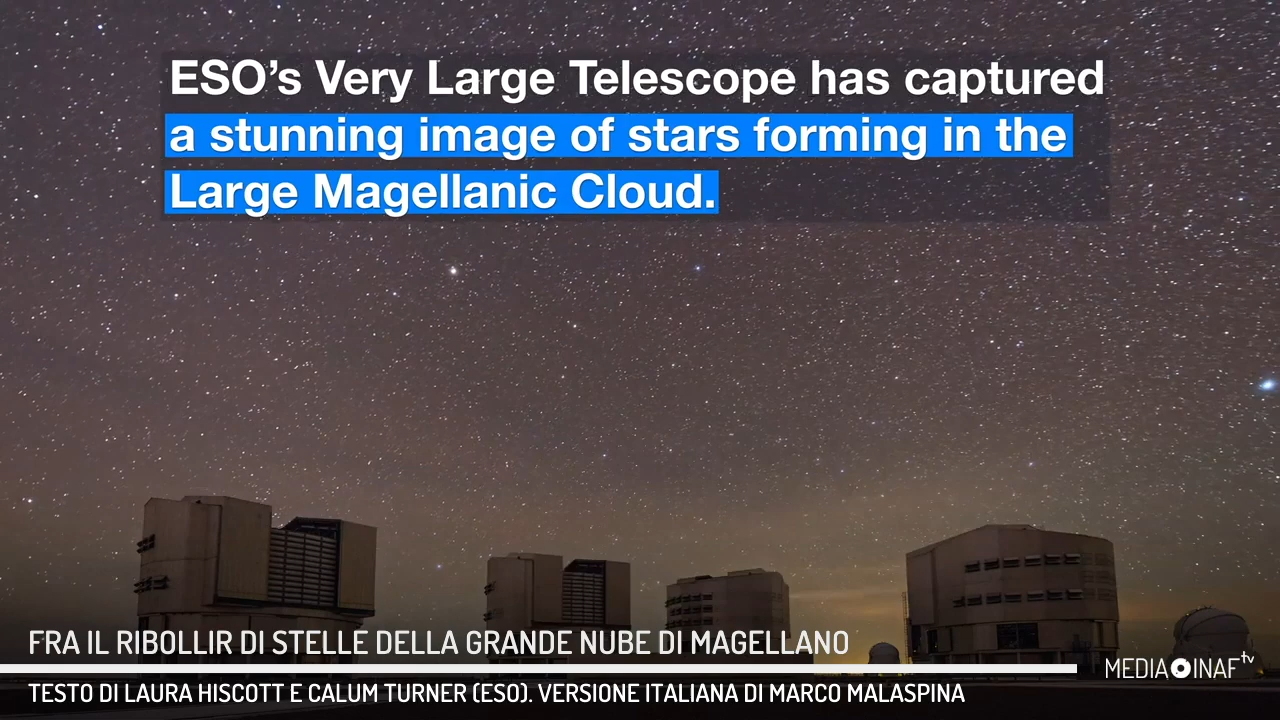 ESO’s Very Large Telescope has captured
a stunning image of stars forming in the
Large Magellanic Cloud.
FRA IL RIBOLLIR DI STELLE DELLA GRANDE NUBE DI MAGELLANO
MEDIA INAF tv
TESTO DI LAURA HISCOTT E CALUM TURNER (ESO). VERSIONE ITALIANA DI MARCO MALASPINA